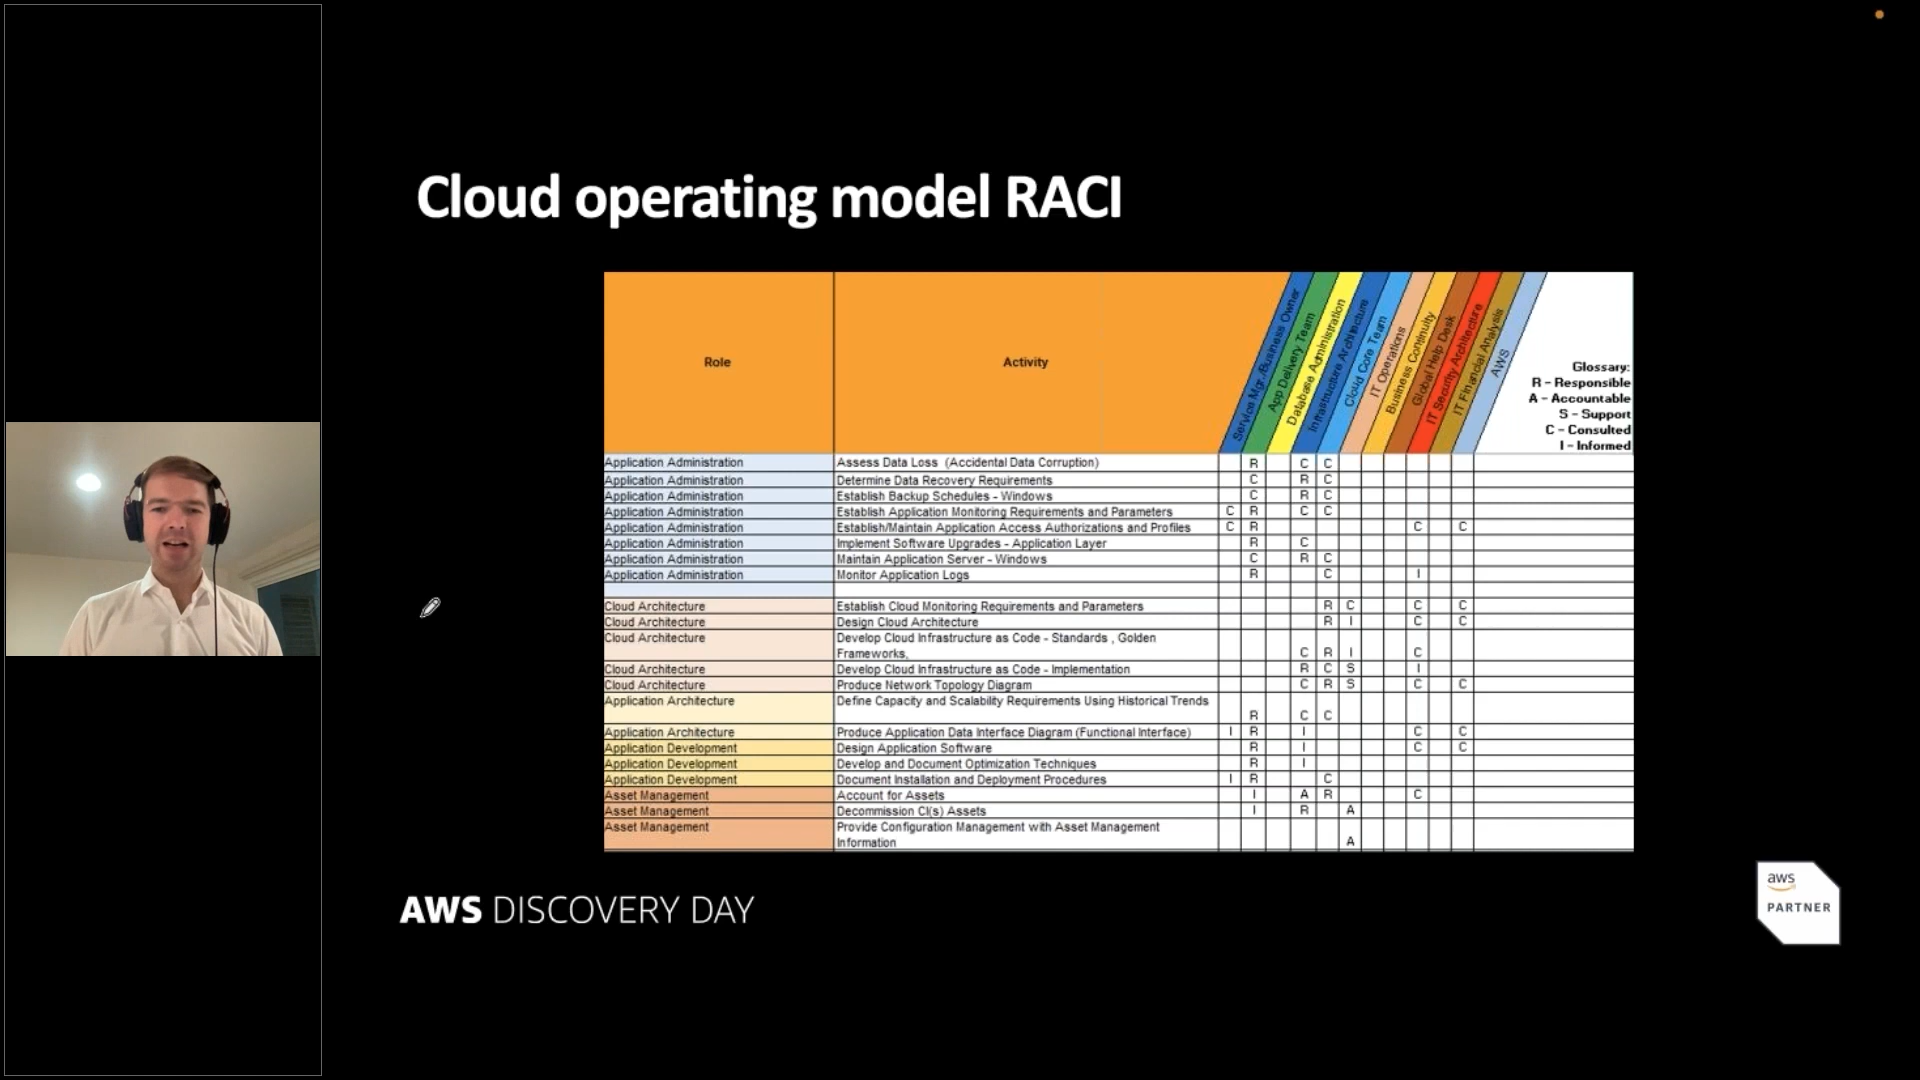 Cloud operating model RACI
Role Activity Service Mgr./Business Owner App Delivery Team Database Administration Infrastructure Architecture Cloud Core Team IT Operations Business Continuity Global Help Desk IT Security Architecture IT Financial Analysis AWS
Glossary:
R - Responsible
A - Accountable
S - Support
C - Consulted
I - Informed
Application Administration Assess Data Loss (Accidental Data Corruption) R C C
Application Administration Determine Data Recovery Requirements C R C
Application Administration Establish Backup Schedules - Windows C R C
Application Administration Establish Application Monitoring Requirements and Parameters C R C C
Application Administration Establish/Maintain Application Access Authorizations and Profiles C R C C
Application Administration Implement Software Upgrades - Application Layer R C
Application Administration Maintain Application Server - Windows C R C
Application Administration Monitor Application Logs R C I
Cloud Architecture Establish Cloud Monitoring Requirements and Parameters R C C C
Cloud Architecture Design Cloud Architecture R I C C
Cloud Architecture Develop Cloud Infrastructure as Code - Standards , Golden
Frameworks, C R I C
Cloud Architecture Develop Cloud Infrastructure as Code - Implementation R C S I
Cloud Architecture Produce Network Topology Diagram C R S C C
Application Architecture Define Capacity and Scalability Requirements Using Historical Trends
R C C
Application Architecture Produce Application Data Interface Diagram (Functional Interface) I R I C C
Application Development Design Application Software R I C C
Application Development Develop and Document Optimization Techniques R I
Application Development Document Installation and Deployment Procedures I R C
Asset Management Account for Assets I A R C
Asset Management Decommission CI(s) Assets I R A
Asset Management Provide Configuration Management with Asset Management
Information A
AWS DISCOVERY DAY
aws
PARTNER